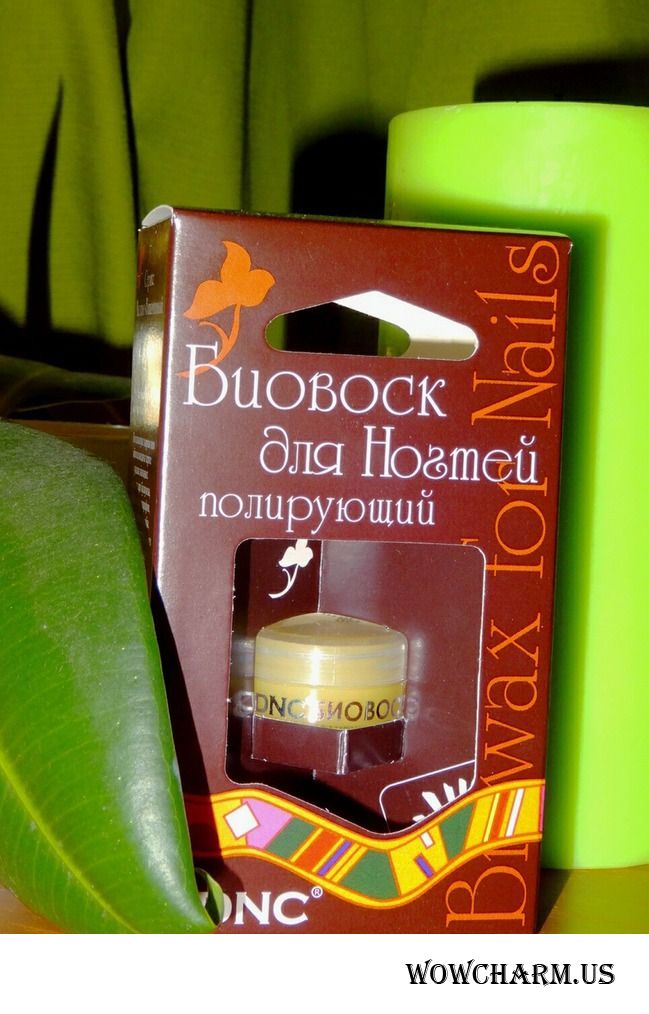 Биовоск
для Ногтей
полирующий
Biowax for Nails
DNC БИОВОСК
DNC®
WOWCHARM.US